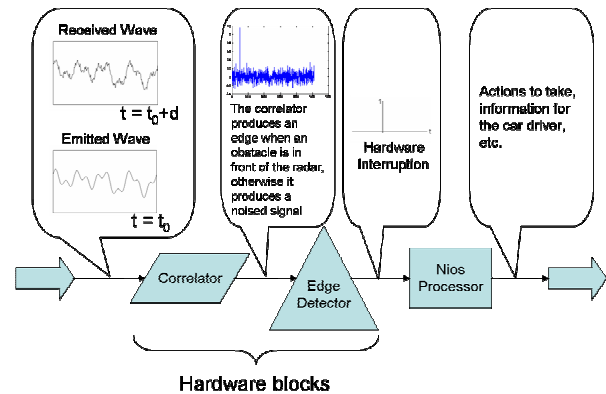 Received Wave
t = t0+d
Emitted Wave
t = t0
The correlator
produces an
edge when an
obstacle is in
front of the radar,
otherwise it
produces a
noised signal
Hardware
Interruption
Actions to take,
information for
the car driver,
etc.
Correlator
Edge
Detector
Nios
Processor
Hardware blocks